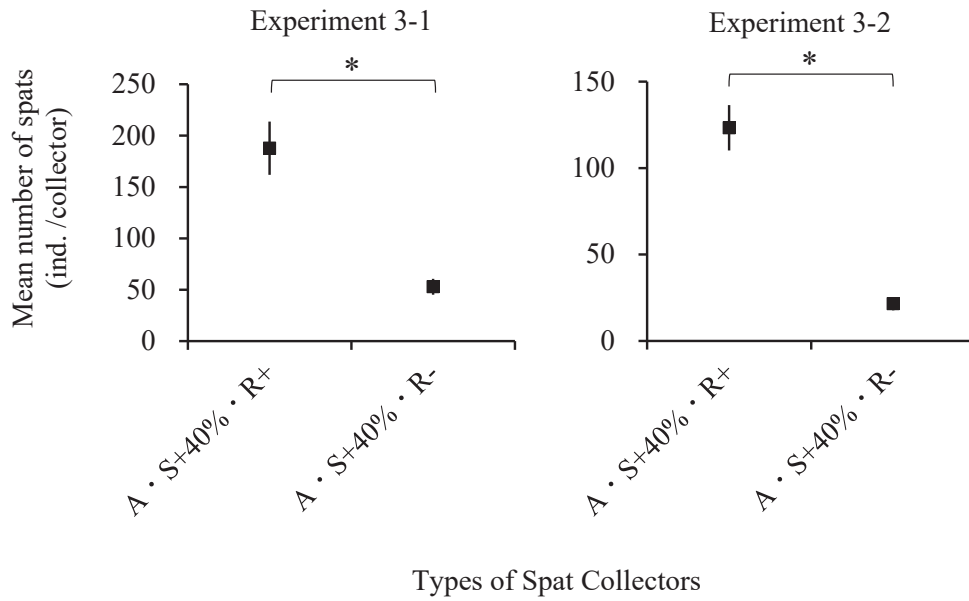 Experiment 3-1
Experiment 3-2
Mean number of spats
(ind. /collector)
*
250
200
150
100
50
0
A・S+40%・R+
A・S+40%・R-
*
150
100
50
0
A・S+40%・R+
A・S+40%・R-
Types of Spat Collectors